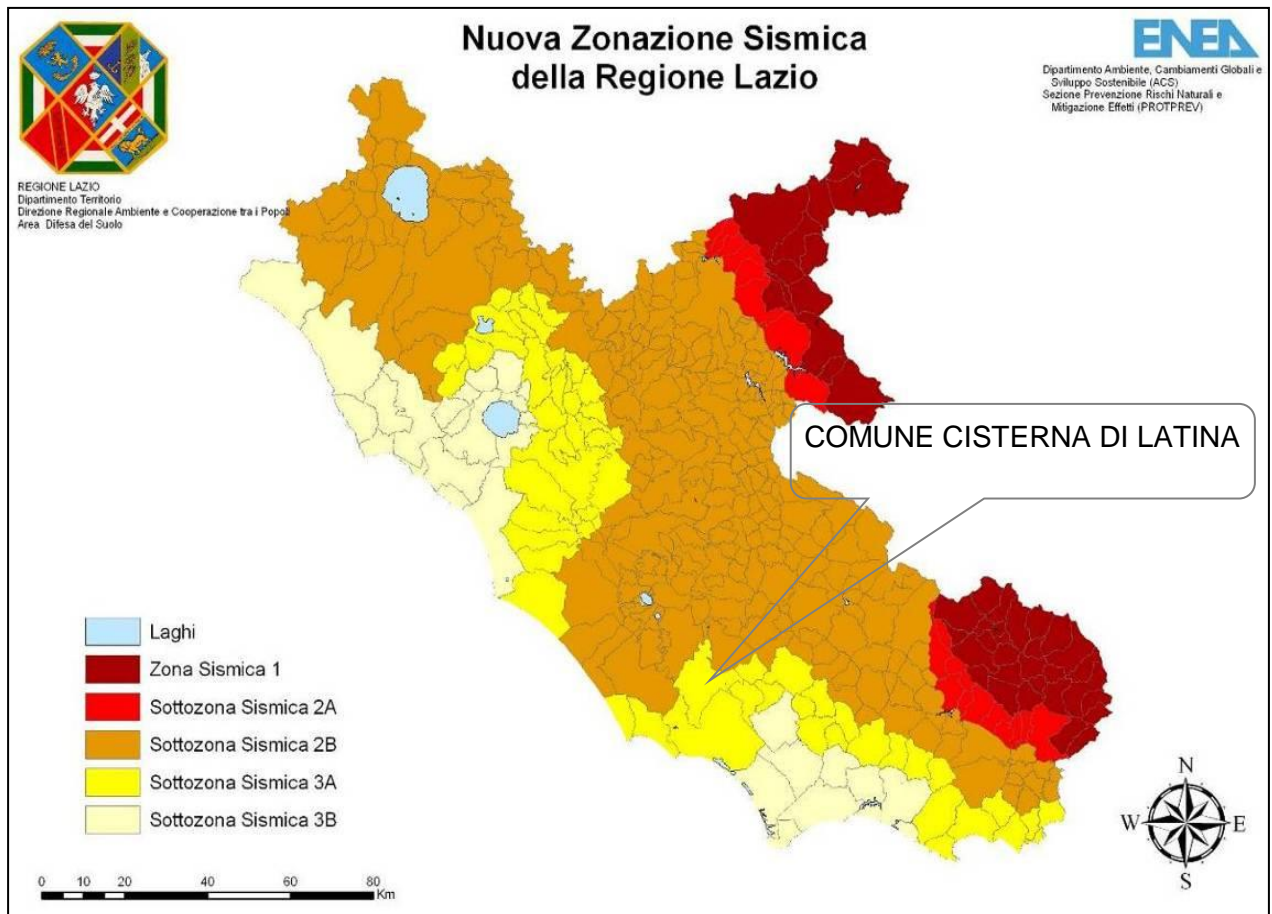 Nuova Zonazione Sismica
della Regione Lazio
ENEA
Dipartimento Ambiente, Cambiamenti Globali e
Sviluppo Sostenibile (ACS)
Sezione Prevenzione Rischi Naturali e
Mitigazione Effetti (PROTPREV)
REGIONE LAZIO
Dipartimento Territorio
Direzione Regionale Ambiente e Cooperazione tra i Popoli
Area Difesa del Suolo
COMUNE CISTERNA DI LATINA
Laghi
Zona Sismica 1
Sottozona Sismica 2A
Sottozona Sismica 2B
Sottozona Sismica 3A
Sottozona Sismica 3B
N
W E
S
0 10 20 40 60 80
Km